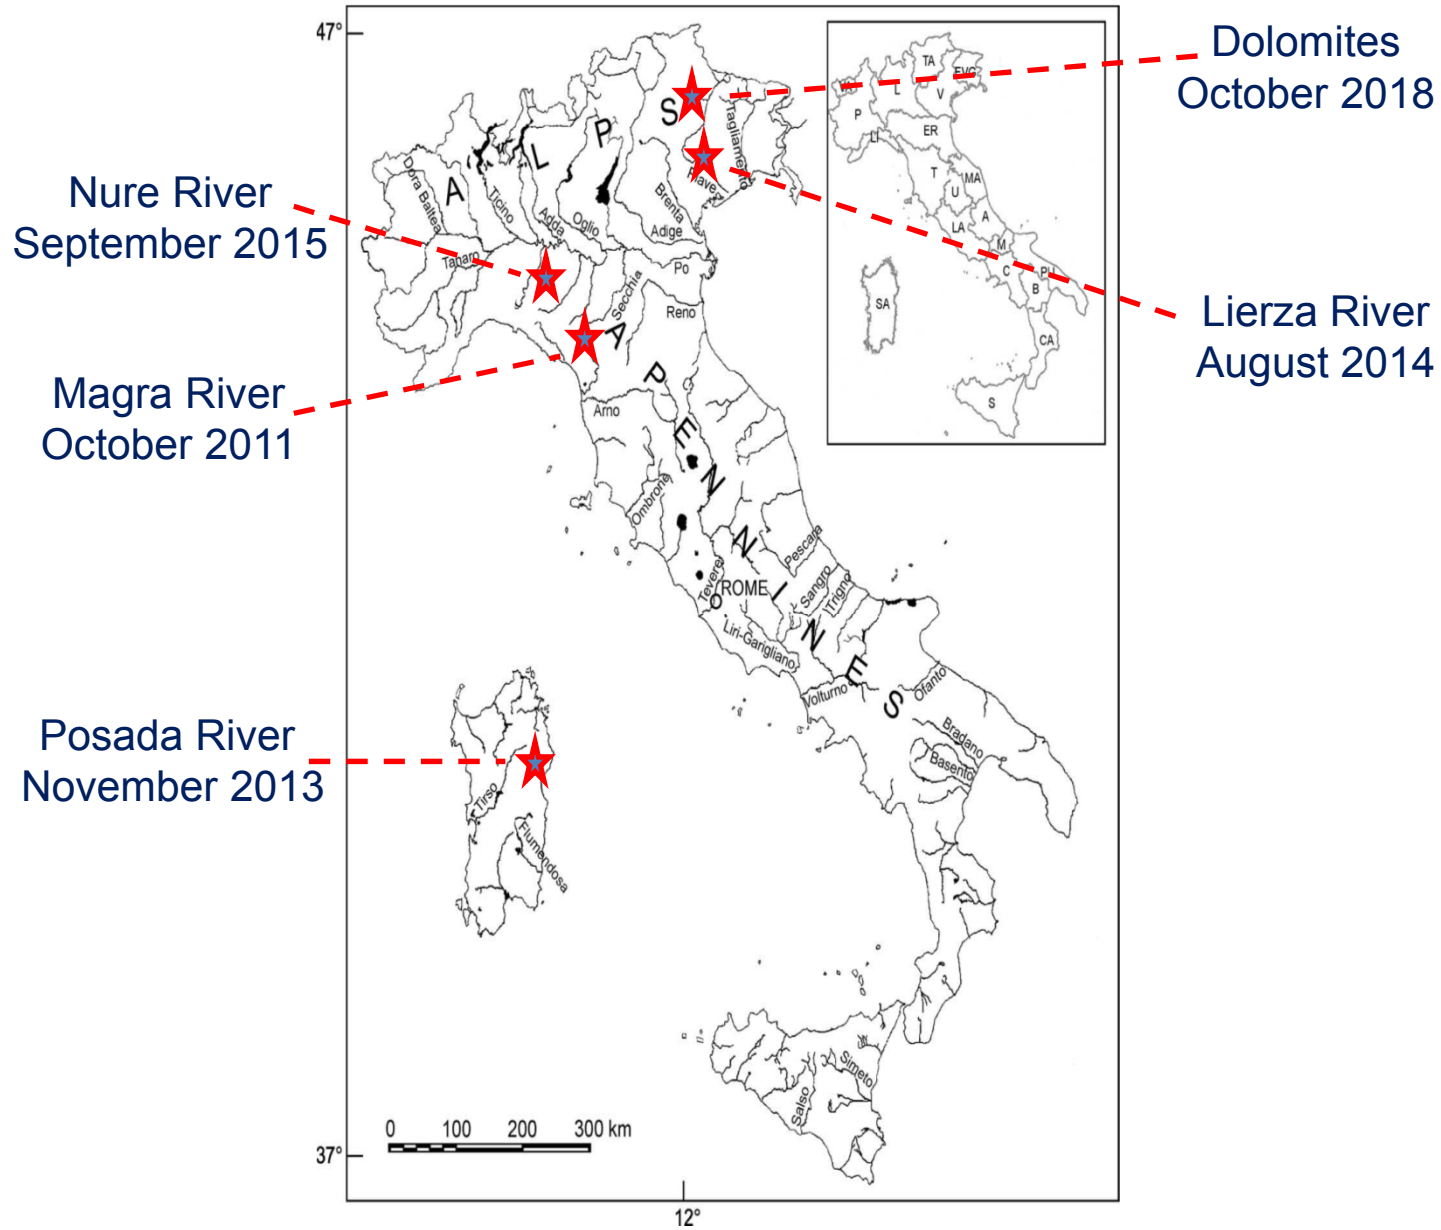 47°
Dolomites
October 2018
Nure River
September 2015
Magra River
October 2011
Lierza River
August 2014
Posada River
November 2013
A L P S
A P E N N I N E S
Dora Baltea
Ticino
Adda
Oglio
Brenta
Adige
Piave
Tagliamento
Tanaro
Po
Secchia
Reno
Arno
Ombrone
Tevere
ROME
Pescara
Sangro
Trigno
Liri-Garigliano
Volturno
Ofanto
Bradano
Basento
Tirso
Flumendosa
Simeto
Salso
TA
FVG
L
V
P
LI
ER
T
MA
U
A
LA
M
C
PU
B
SA
CA
S
0 100 200 300 km
37°
12°